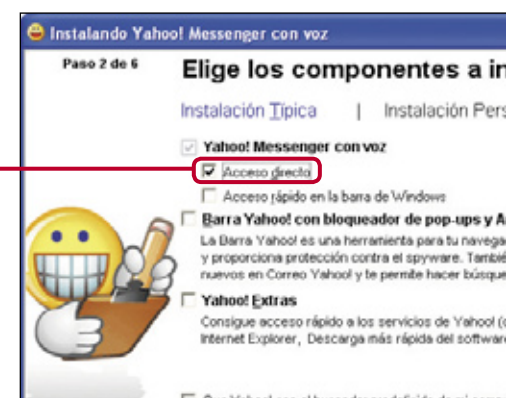 Instalando Yahoo! Messenger con voz
Paso 2 de 6
Elige los componentes a in
Instalación Típica | Instalación Pers
Yahoo! Messenger con voz
Acceso directo
Acceso rápido en la barra de Windows
Barra Yahoo! con bloqueador de pop-ups y A
La Barra Yahoo! es una herramienta para tu navega
y proporciona protección contra el spyware. Tambié
nuevos en Correo Yahoo! y te permite hacer búsque
Yahoo! Extras
Consigue acceso rápido a los servicios de Yahoo! (
Internet Explorer, Descarga más rápida del software